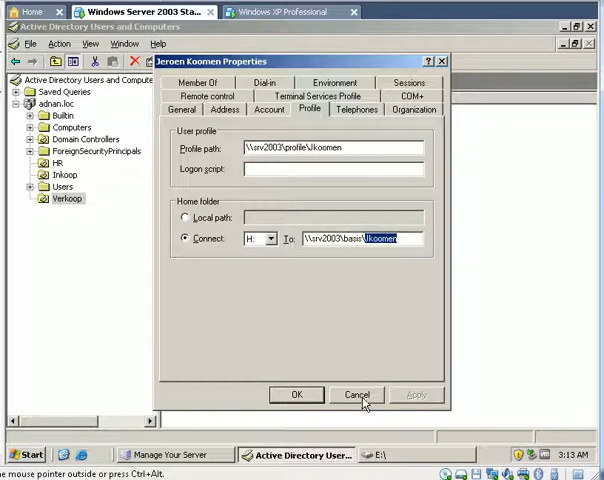 Home Windows Server 2003 Sta... Windows XP Professional
Active Directory Users and Computers
File Action View Window Help
Active Directory Users and Compute
Saved Queries
adnan.loc
Builtin
Computers
Domain Controllers
ForeignSecurityPrincipals
HR
Inkoop
Users
Verkoop
Jeroen Koomen Properties
Member Of Dial-in Environment Sessions
Remote control Terminal Services Profile COM+
General Address Account Profile Telephones Organization
User profile
Profile path: \\srv2003\profile\Jkoomen
Logon script:
Home folder
Local path:
Connect: H: To: \\srv2003\basis\Jkoomen
OK Cancel Apply
Start Manage Your Server Active Directory User... E:\ 3:13 AM
he mouse pointer outside or press Ctrl+Alt.